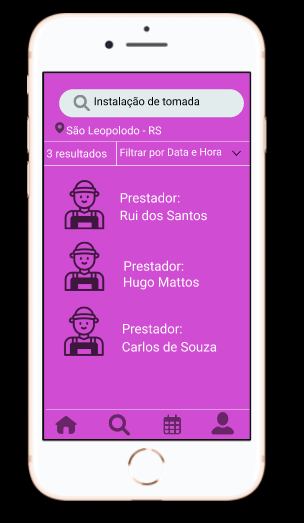 Instalação de tomada
São Leopolodo - RS
3 resultados
Filtrar por Data e Hora
Prestador:
Rui dos Santos
Prestador:
Hugo Mattos
Prestador:
Carlos de Souza